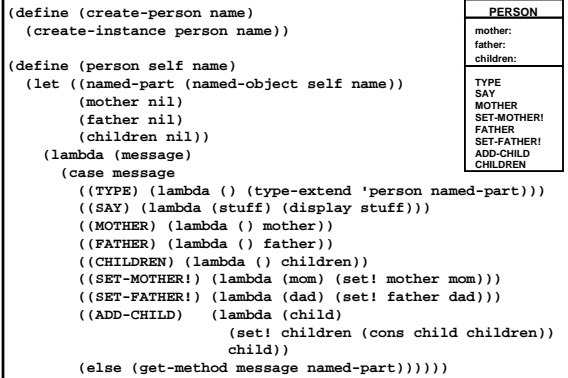 (define (create-person name)
  (create-instance person name))
(define (person self name)
  (let ((named-part (named-object self name))
        (mother nil)
        (father nil)
        (children nil))
    (lambda (message)
      (case message
        ((TYPE) (lambda () (type-extend 'person named-part)))
        ((SAY) (lambda (stuff) (display stuff)))
        ((MOTHER) (lambda () mother))
        ((FATHER) (lambda () father))
        ((CHILDREN) (lambda () children))
        ((SET-MOTHER!) (lambda (mom) (set! mother mom)))
        ((SET-FATHER!) (lambda (dad) (set! father dad)))
        ((ADD-CHILD)   (lambda (child)
                         (set! children (cons child children))
                         child))
        (else (get-method message named-part))))))
PERSON
mother:
father:
children:
TYPE
SAY
MOTHER
SET-MOTHER!
FATHER
SET-FATHER!
ADD-CHILD
CHILDREN